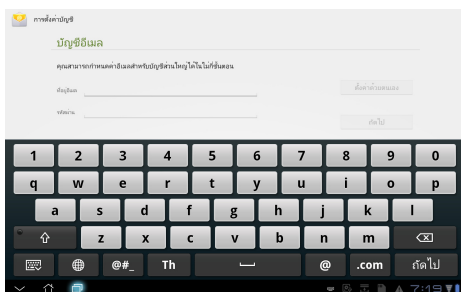 การตั้งค่าบัญชี
บัญชีอีเมล
คุณสามารถกำหนดค่าอีเมลสำหรับบัญชีส่วนใหญ่ได้ในไม่กี่ขั้นตอน
ที่อยู่อีเมล
ตั้งค่าด้วยตนเอง
รหัสผ่าน
ถัดไป
1 2 3 4 5 6 7 8 9 0
q w e r t y u i o p
a s d f g h j k l
z x c v b n m
@#_ Th @ .com ถัดไป
7:19